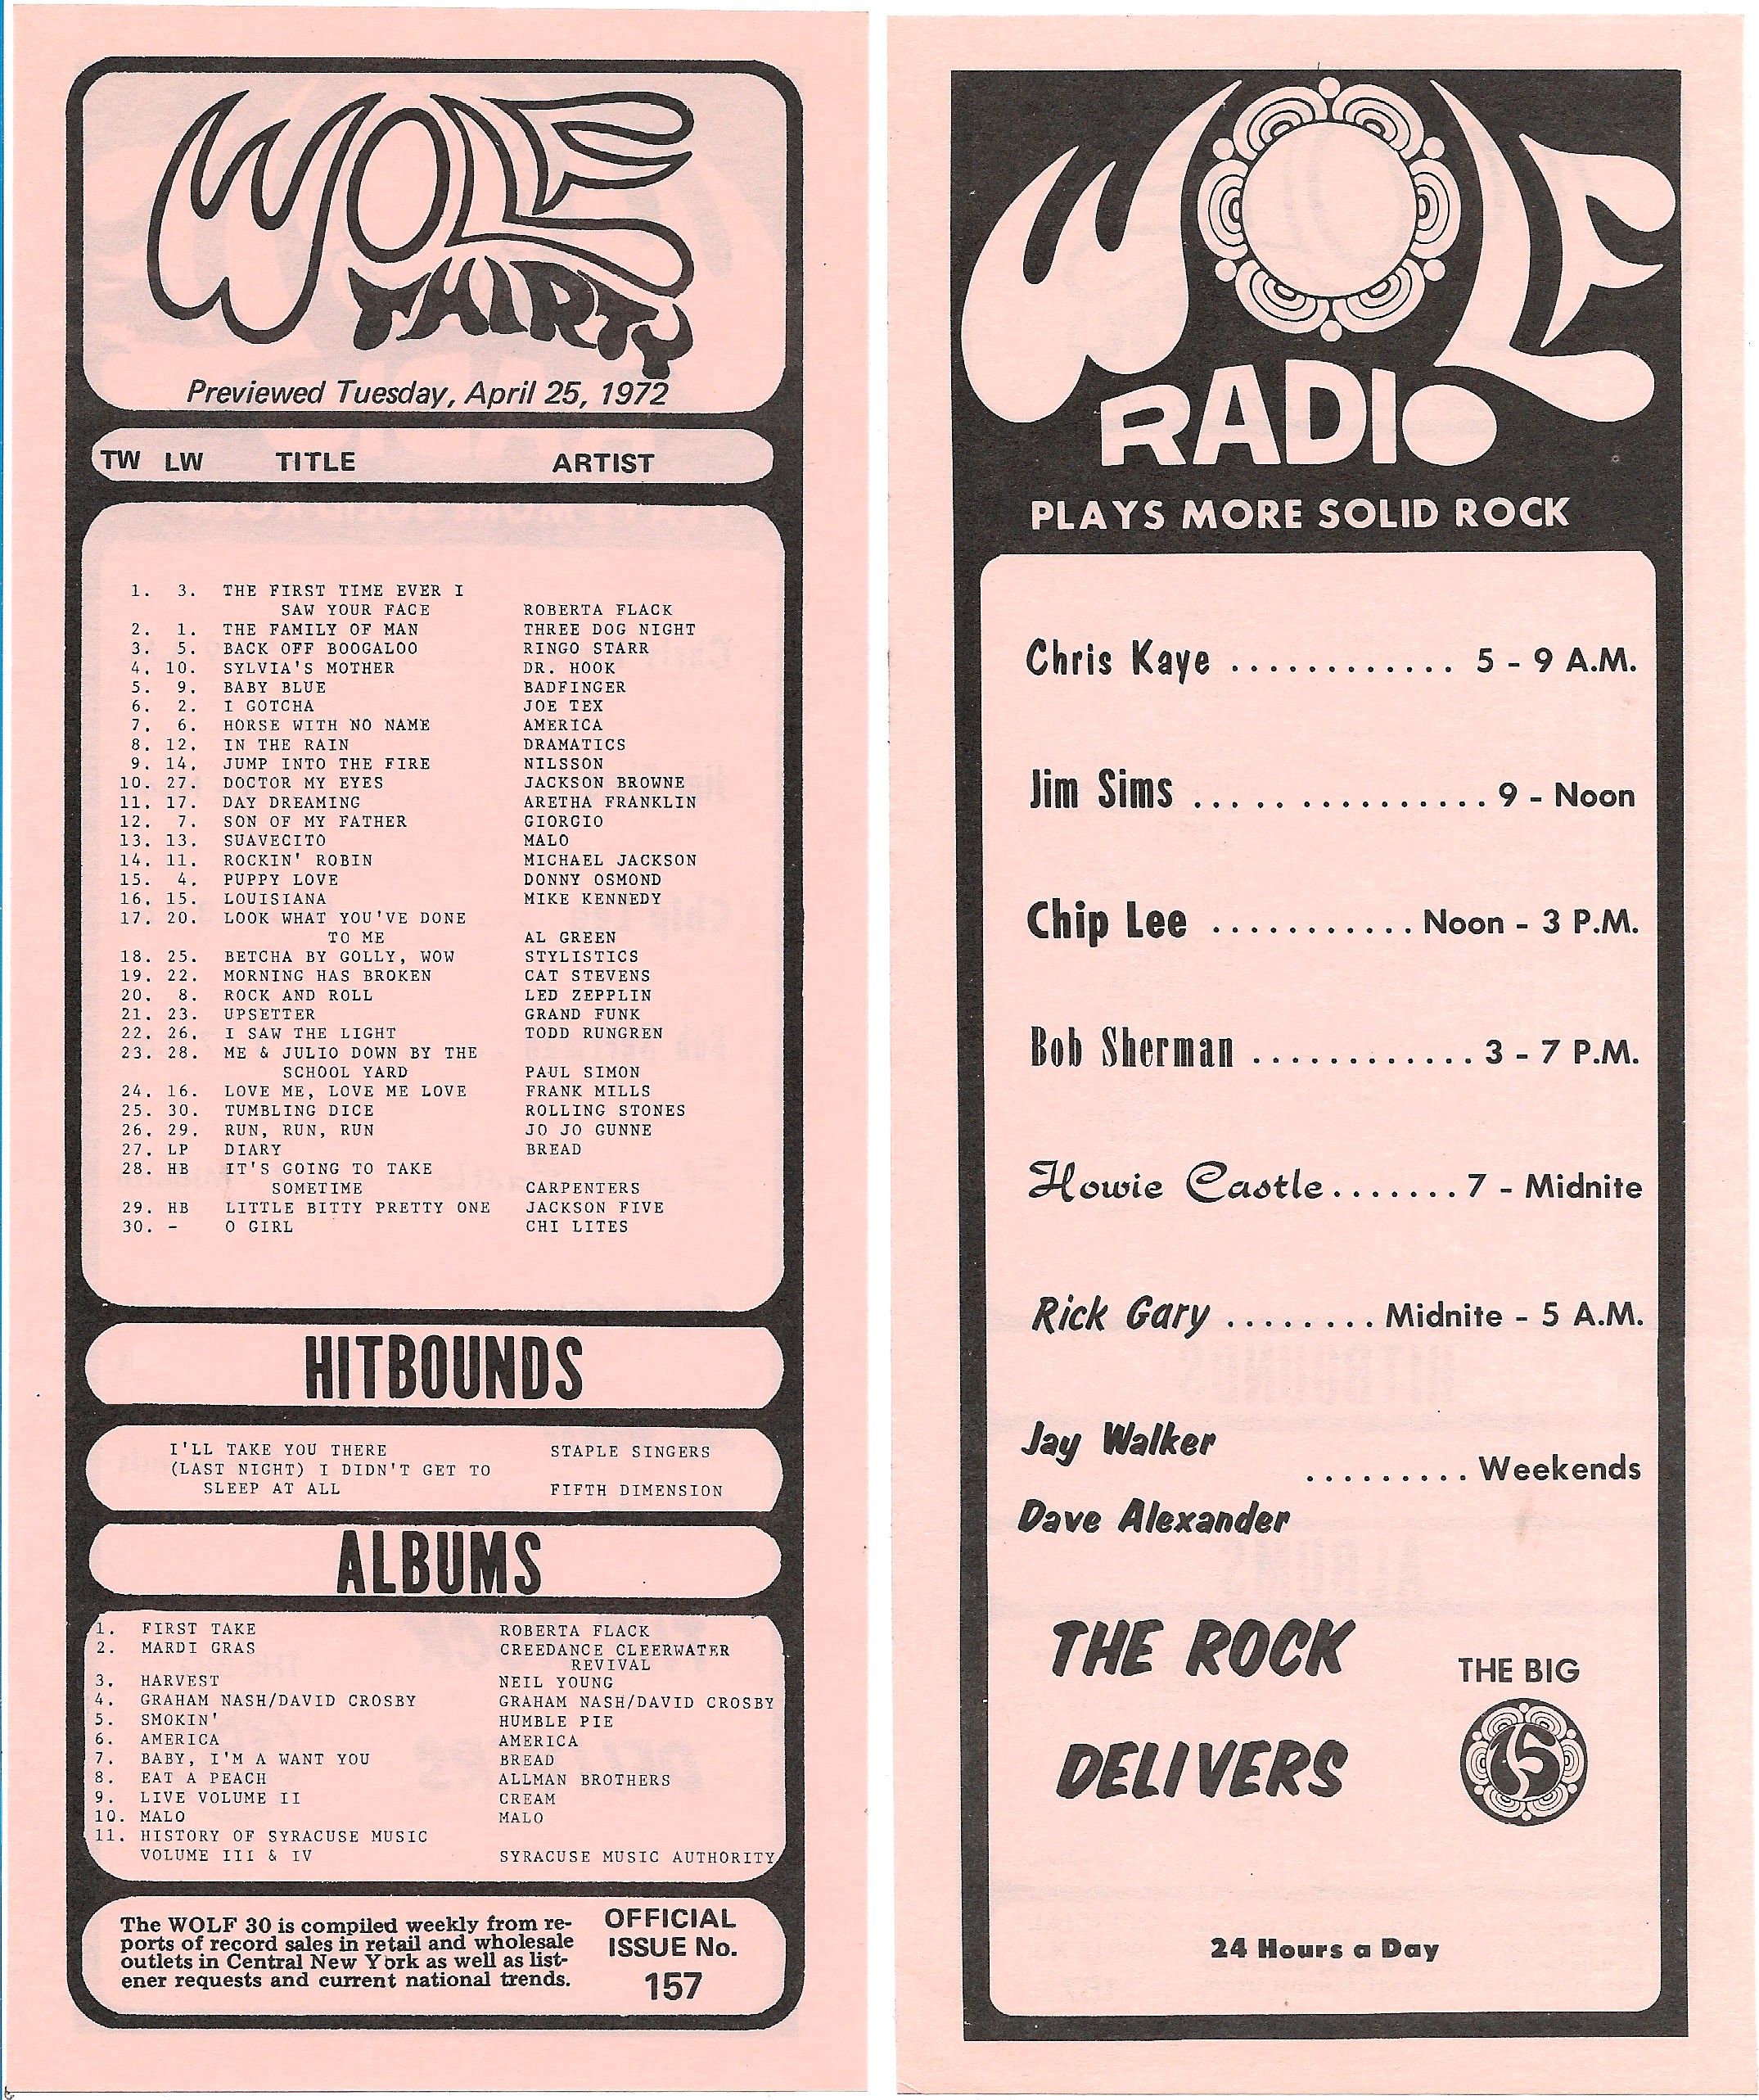 WOLF
THIRTY
Previewed Tuesday, April 25, 1972
TW LW TITLE ARTIST
1. 3. THE FIRST TIME EVER I
SAW YOUR FACE ROBERTA FLACK
2. 1. THE FAMILY OF MAN THREE DOG NIGHT
3. 5. BACK OFF BOOGALOO RINGO STARR
4. 10. SYLVIA'S MOTHER DR. HOOK
5. 9. BABY BLUE BADFINGER
6. 2. I GOTCHA JOE TEX
7. 6. HORSE WITH NO NAME AMERICA
8. 12. IN THE RAIN DRAMATICS
9. 14. JUMP INTO THE FIRE NILSSON
10. 27. DOCTOR MY EYES JACKSON BROWNE
11. 17. DAY DREAMING ARETHA FRANKLIN
12. 7. SON OF MY FATHER GIORGIO
13. 13. SUAVECITO MALO
14. 11. ROCKIN' ROBIN MICHAEL JACKSON
15. 4. PUPPY LOVE DONNY OSMOND
16. 15. LOUISIANA MIKE KENNEDY
17. 20. LOOK WHAT YOU'VE DONE
TO ME AL GREEN
18. 25. BETCHA BY GOLLY, WOW STYLISTICS
19. 22. MORNING HAS BROKEN CAT STEVENS
20. 8. ROCK AND ROLL LED ZEPPLIN
21. 23. UPSETTER GRAND FUNK
22. 26. I SAW THE LIGHT TODD RUNGREN
23. 28. ME & JULIO DOWN BY THE
SCHOOL YARD PAUL SIMON
24. 16. LOVE ME, LOVE ME LOVE FRANK MILLS
25. 30. TUMBLING DICE ROLLING STONES
26. 29. RUN, RUN, RUN JO JO GUNNE
27. LP DIARY BREAD
28. HB IT'S GOING TO TAKE
SOMETIME CARPENTERS
29. HB LITTLE BITTY PRETTY ONE JACKSON FIVE
30. - O GIRL CHI LITES
HITBOUNDS
I'LL TAKE YOU THERE STAPLE SINGERS
(LAST NIGHT) I DIDN'T GET TO
SLEEP AT ALL FIFTH DIMENSION
ALBUMS
1. FIRST TAKE ROBERTA FLACK
2. MARDI GRAS CREEDANCE CLEERWATER
REVIVAL
3. HARVEST NEIL YOUNG
4. GRAHAM NASH/DAVID CROSBY GRAHAM NASH/DAVID CROSBY
5. SMOKIN' HUMBLE PIE
6. AMERICA AMERICA
7. BABY, I'M A WANT YOU BREAD
8. EAT A PEACH ALLMAN BROTHERS
9. LIVE VOLUME II CREAM
10. MALO MALO
11. HISTORY OF SYRACUSE MUSIC
VOLUME III & IV SYRACUSE MUSIC AUTHORITY
The WOLF 30 is compiled weekly from re-
ports of record sales in retail and wholesale
outlets in Central New York as well as list-
ener requests and current national trends.
OFFICIAL
ISSUE No.
157
WOLF
RADIO
PLAYS MORE SOLID ROCK
Chris Kaye ............ 5 - 9 A.M.
Jim Sims ................ 9 - Noon
Chip Lee ........... Noon - 3 P.M.
Bob Sherman ............ 3 - 7 P.M.
Howie Castle....... 7 - Midnite
Rick Gary ........ Midnite - 5 A.M.
Jay Walker
......... Weekends
Dave Alexander
THE ROCK
DELIVERS
THE BIG
15
24 Hours a Day